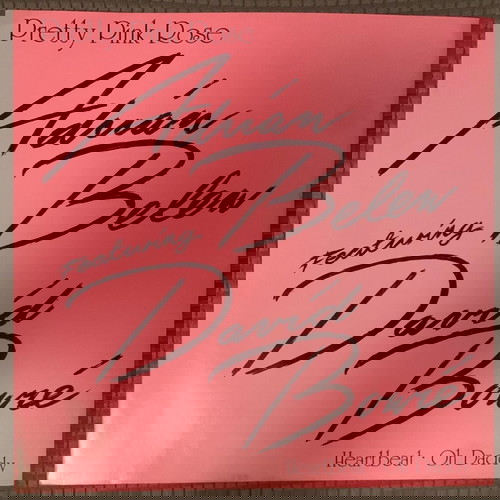 Pretty Pink Rose
Adrian
Belew
Featuring
David
Bowie
Heartbeat · Oh Daddy